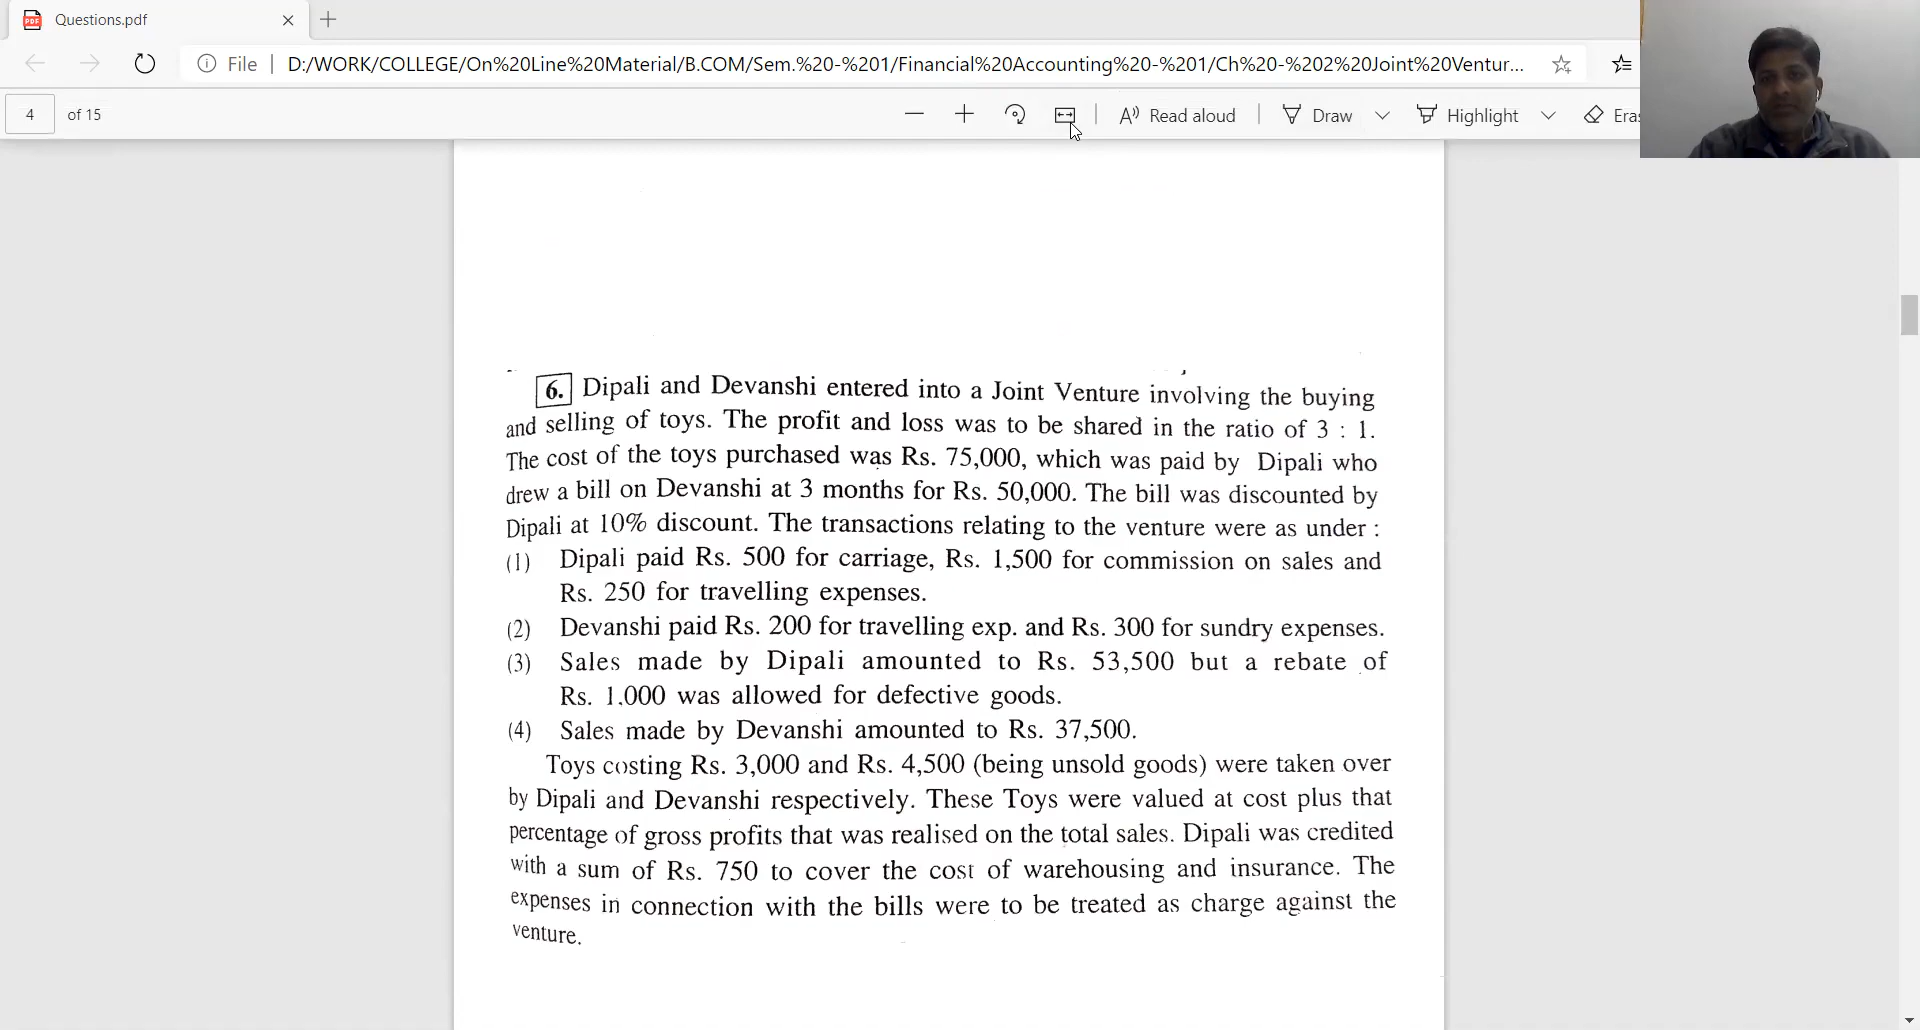 Questions.pdf
File
D:/WORK/COLLEGE/On%20Line%20Material/B.COM/Sem.%20-%201/Financial%20Accounting%20-%201/Ch%20-%202%20Joint%20Ventur...
4 of 15
Read aloud
Draw
Highlight
Eras
6. Dipali and Devanshi entered into a Joint Venture involving the buying
and selling of toys. The profit and loss was to be shared in the ratio of 3 : 1.
The cost of the toys purchased was Rs. 75,000, which was paid by Dipali who
drew a bill on Devanshi at 3 months for Rs. 50,000. The bill was discounted by
Dipali at 10% discount. The transactions relating to the venture were as under :
(1) Dipali paid Rs. 500 for carriage, Rs. 1,500 for commission on sales and
Rs. 250 for travelling expenses.
(2) Devanshi paid Rs. 200 for travelling exp. and Rs. 300 for sundry expenses.
(3) Sales made by Dipali amounted to Rs. 53,500 but a rebate of
Rs. 1,000 was allowed for defective goods.
(4) Sales made by Devanshi amounted to Rs. 37,500.
Toys costing Rs. 3,000 and Rs. 4,500 (being unsold goods) were taken over
by Dipali and Devanshi respectively. These Toys were valued at cost plus that
percentage of gross profits that was realised on the total sales. Dipali was credited
with a sum of Rs. 750 to cover the cost of warehousing and insurance. The
expenses in connection with the bills were to be treated as charge against the
venture.